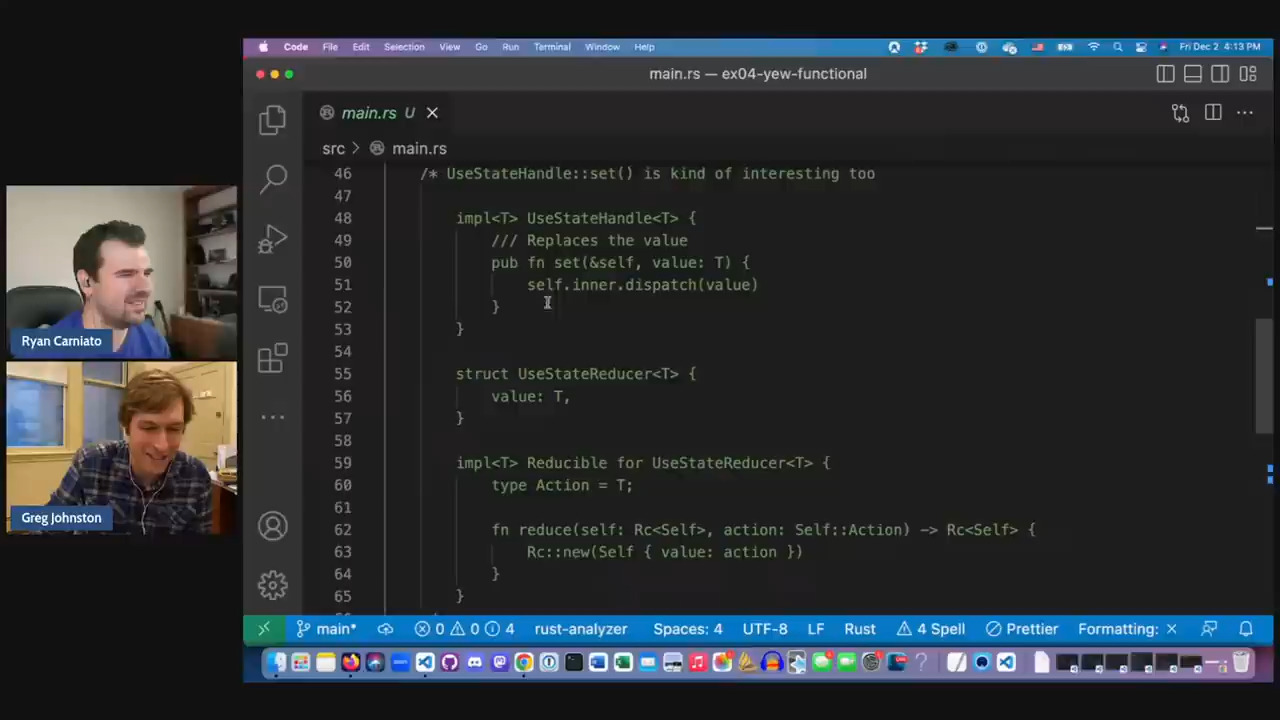 Code File Edit Selection View Go Run Terminal Window Help Fri Dec 2 4:13 PM
main.rs — ex04-yew-functional
main.rs U
src > main.rs
46 /* UseStateHandle::set() is kind of interesting too
47
48 impl<T> UseStateHandle<T> {
49 /// Replaces the value
50 pub fn set(&self, value: T) {
51 self.inner.dispatch(value)
52 }
53 }
54
55 struct UseStateReducer<T> {
56 value: T,
57 }
58
59 impl<T> Reducible for UseStateReducer<T> {
60 type Action = T;
61
62 fn reduce(self: Rc<Self>, action: Self::Action) -> Rc<Self> {
63 Rc::new(Self { value: action })
64 }
65 }
Ryan Carniato
Greg Johnston
main* 0 0 4 rust-analyzer Spaces: 4 UTF-8 LF Rust 4 Spell Prettier Formatting: ×